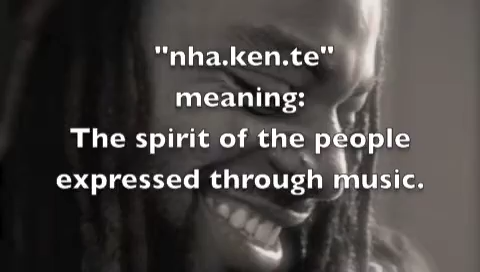 "nha.ken.te"
meaning:
The spirit of the people
expressed through music.